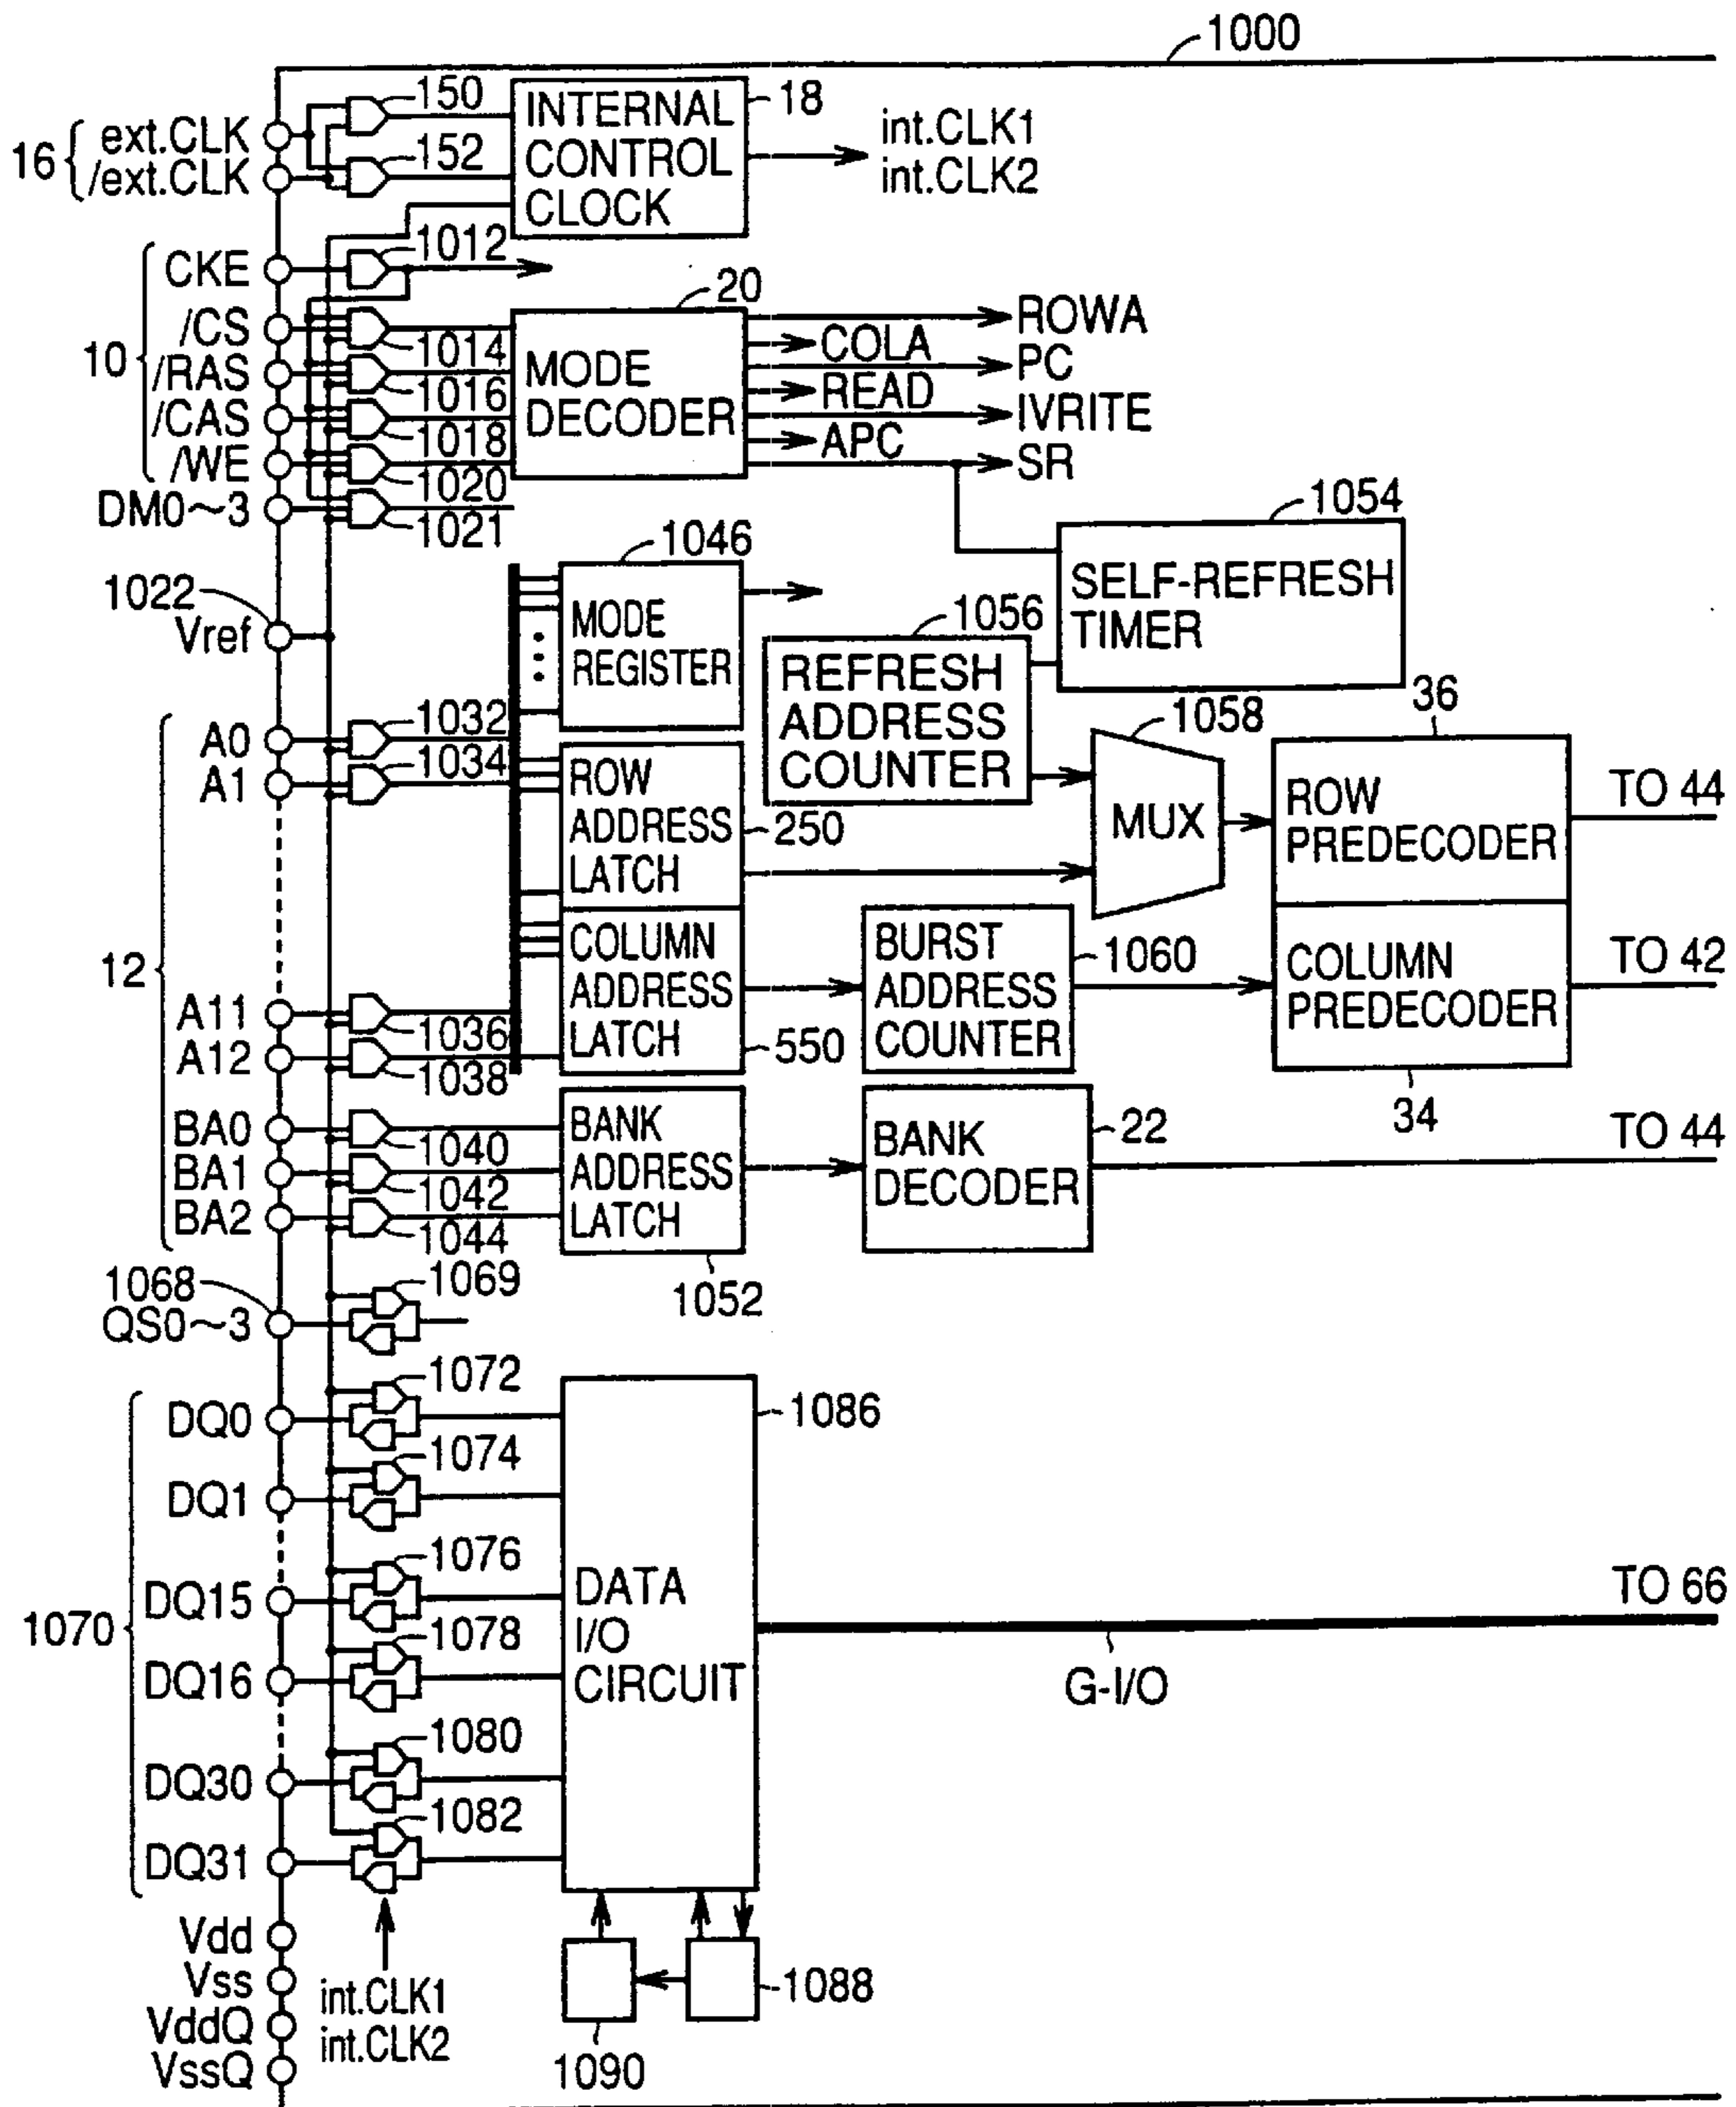 1000
16
ext.CLK
/ext.CLK
150
152
INTERNAL
CONTROL
CLOCK
18
int.CLK1
int.CLK2
10
CKE
/CS
/RAS
/CAS
/WE
DM0~3
1012
1014
1016
1018
1020
1021
20
MODE
DECODER
ROWA
COLA
PC
READ
IVRITE
APC
SR
1054
SELF-REFRESH
TIMER
1022
Vref
1046
MODE
REGISTER
1056
REFRESH
ADDRESS
COUNTER
12
A0
A1
A11
A12
BA0
BA1
BA2
1032
1034
1036
1038
1040
1042
1044
ROW
ADDRESS
LATCH
250
1058
MUX
36
ROW
PREDECODER
TO 44
COLUMN
ADDRESS
LATCH
550
BURST
ADDRESS
COUNTER
1060
COLUMN
PREDECODER
TO 42
34
BANK
ADDRESS
LATCH
1052
BANK
DECODER
22
TO 44
1068
QS0~3
1069
1070
DQ0
DQ1
DQ15
DQ16
DQ30
DQ31
1072
1074
1076
1078
1080
1082
DATA
I/O
CIRCUIT
1086
TO 66
G-I/O
Vdd
Vss
VddQ
VssQ
int.CLK1
int.CLK2
1090
1088